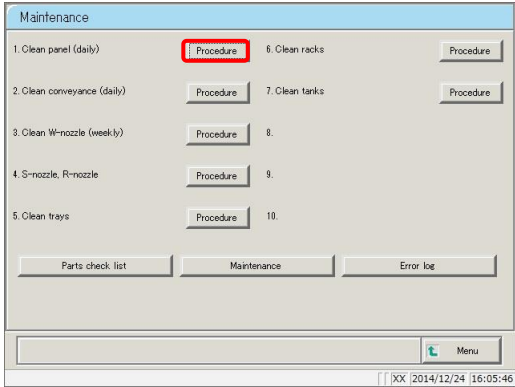 Maintenance
1. Clean panel (daily) Procedure 6. Clean racks Procedure
2. Clean conveyance (daily) Procedure 7. Clean tanks Procedure
3. Clean W-nozzle (weekly) Procedure 8.
4. S-nozzle, R-nozzle Procedure 9.
5. Clean trays Procedure 10.
Parts check list Maintenance Error log
Menu
XX 2014/12/24 16:05:46